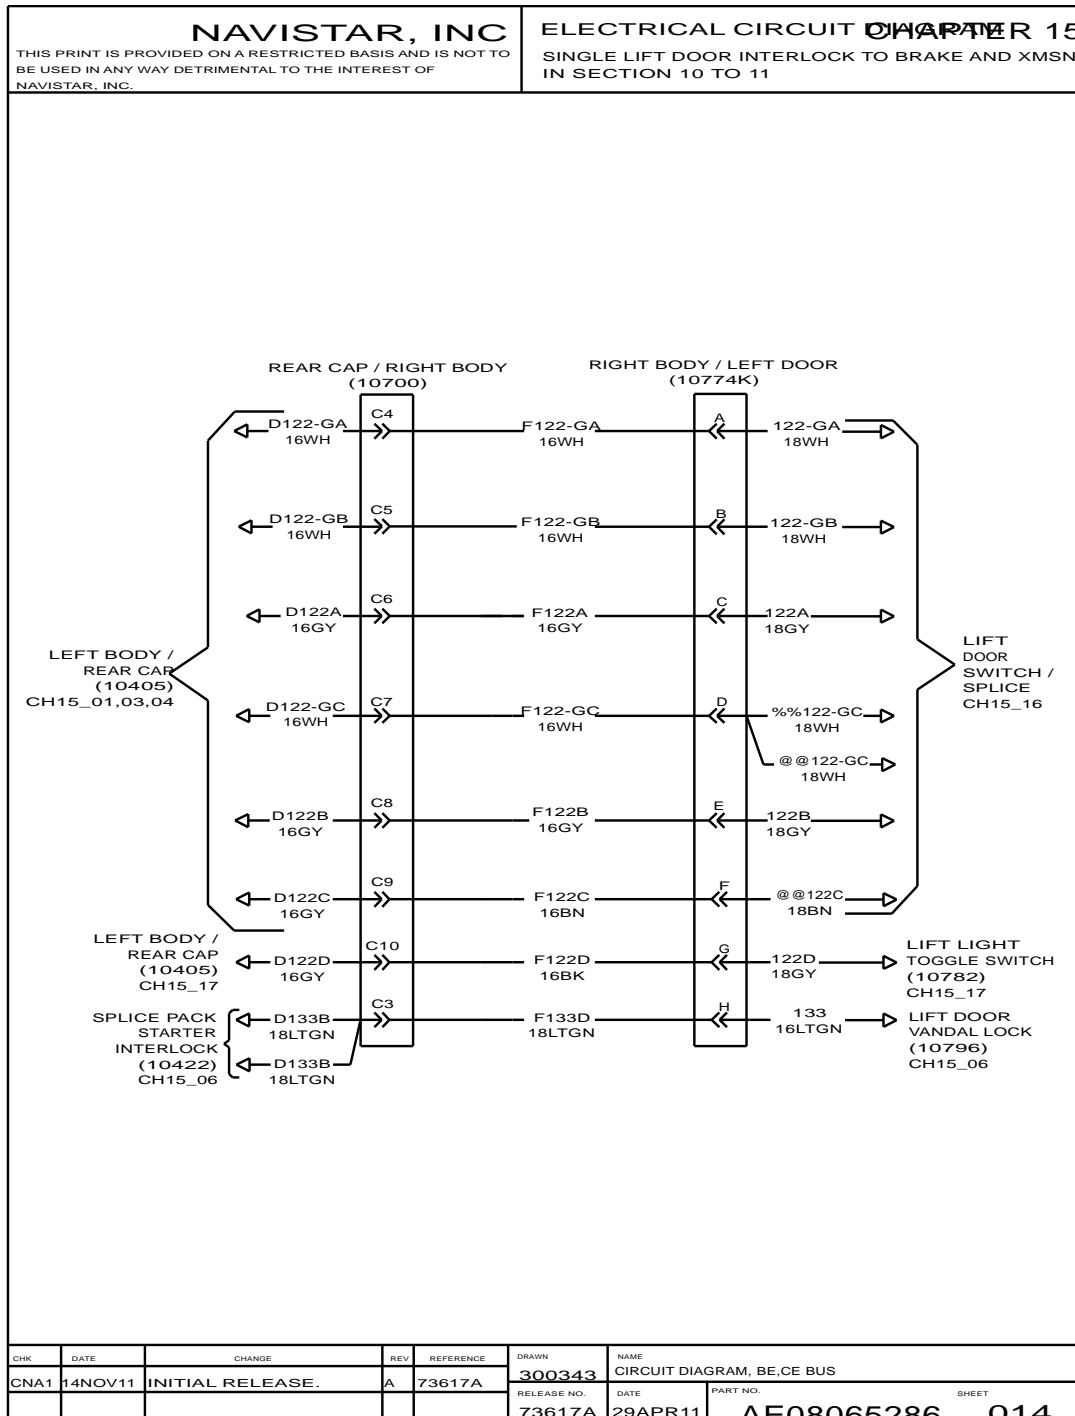 NAVISTAR, INC
THIS PRINT IS PROVIDED ON A RESTRICTED BASIS AND IS NOT TO
BE USED IN ANY WAY DETRIMENTAL TO THE INTEREST OF
NAVISTAR, INC.
ELECTRICAL CIRCUIT DIAGRAM
CHAPTER 15
SINGLE LIFT DOOR INTERLOCK TO BRAKE AND XMSN
IN SECTION 10 TO 11
REAR CAP / RIGHT BODY
(10700)
RIGHT BODY / LEFT DOOR
(10774K)
D122-GA
16WH
C4
F122-GA
16WH
A
122-GA
18WH
D122-GB
16WH
C5
F122-GB
16WH
B
122-GB
18WH
D122A
16GY
C6
F122A
16GY
C
122A
18GY
LEFT BODY /
REAR CAP
(10405)
CH15_01,03,04
LIFT
DOOR
SWITCH /
SPLICE
CH15_16
D122-GC
16WH
C7
F122-GC
16WH
D
%%122-GC
18WH
@@122-GC
18WH
D122B
16GY
C8
F122B
16GY
E
122B
18GY
D122C
16GY
C9
F122C
16BN
F
@@122C
18BN
LEFT BODY /
REAR CAP
(10405)
CH15_17
D122D
16GY
C10
F122D
16BK
G
122D
18GY
LIFT LIGHT
TOGGLE SWITCH
(10782)
CH15_17
SPLICE PACK
STARTER
INTERLOCK
(10422)
CH15_06
D133B
18LTGN
D133B
18LTGN
C3
F133D
18LTGN
H
133
16LTGN
LIFT DOOR
VANDAL LOCK
(10796)
CH15_06
CHK DATE CHANGE REV REFERENCE
CNA1 14NOV11 INITIAL RELEASE. A 73617A
DRAWN
300343
NAME
CIRCUIT DIAGRAM, BE,CE BUS
RELEASE NO. DATE PART NO. SHEET
73617A 29APR11 AE08065286 014